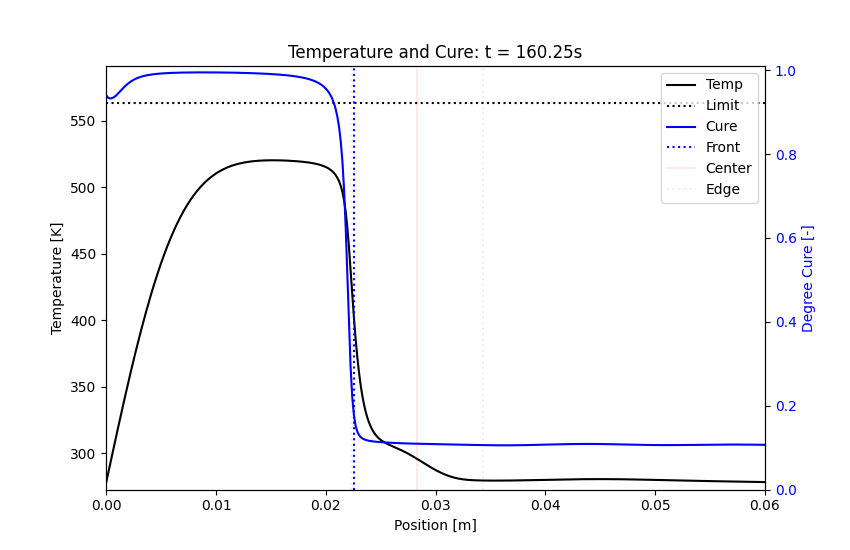 Temperature and Cure: t = 160.25s
Temperature [K]
550
500
450
400
350
300
1.0
0.8
0.6
0.4
0.2
0.0
Degree Cure [-]
Temp
Limit
Cure
Front
Center
Edge
0.00 0.01 0.02 0.03 0.04 0.05 0.06
Position [m]